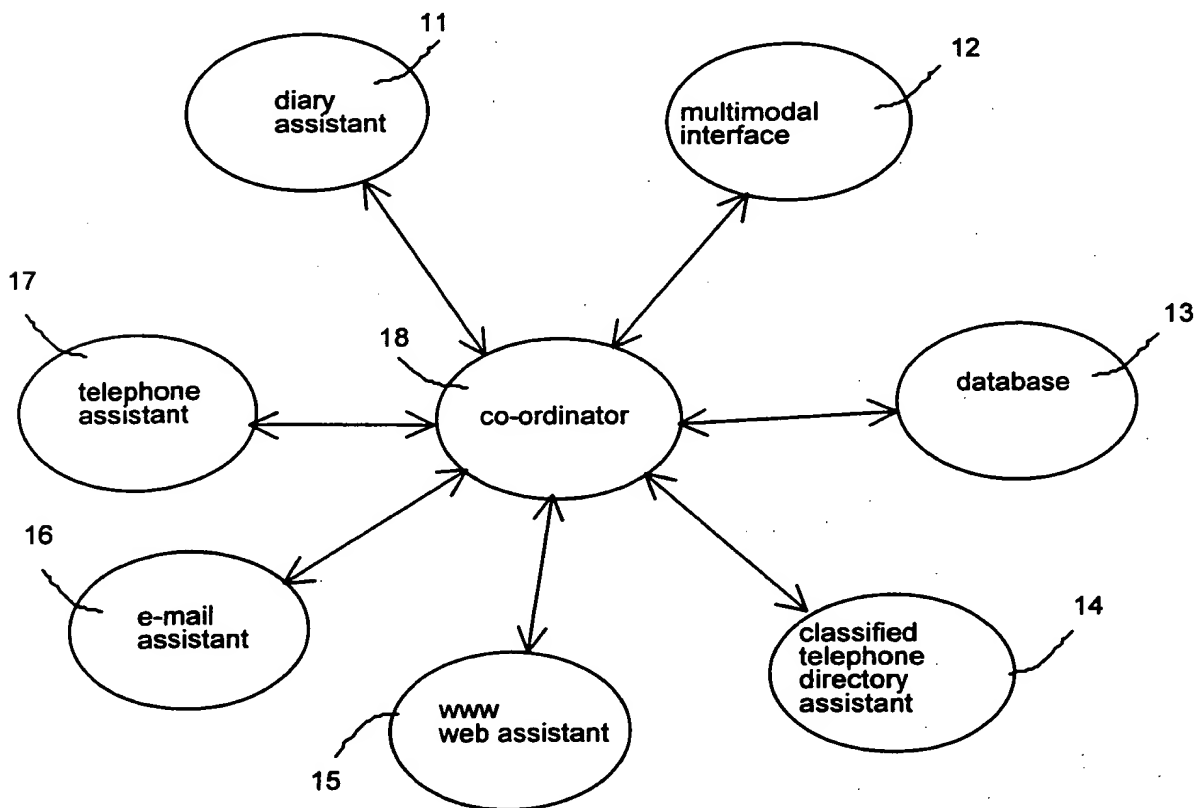 11
12
diary
assistant
multimodal
interface
17
18
13
telephone
assistant
co-ordinator
database
16
14
e-mail
assistant
classified
telephone
directory
assistant
www
web assistant
15